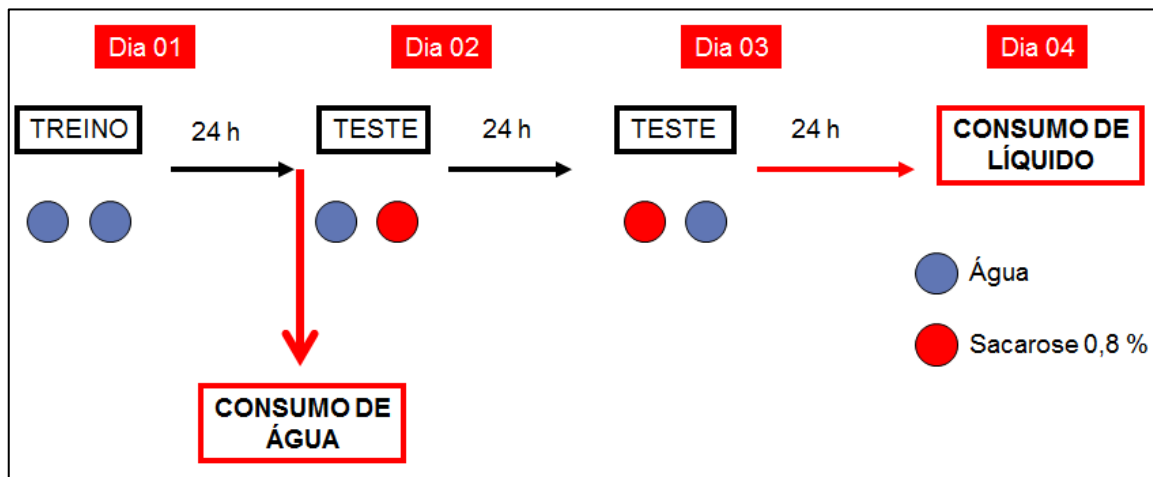 Dia 01
Dia 02
Dia 03
Dia 04
TREINO
24 h
TESTE
24 h
TESTE
24 h
CONSUMO DE
LÍQUIDO
Água
Sacarose 0,8 %
CONSUMO DE
ÁGUA